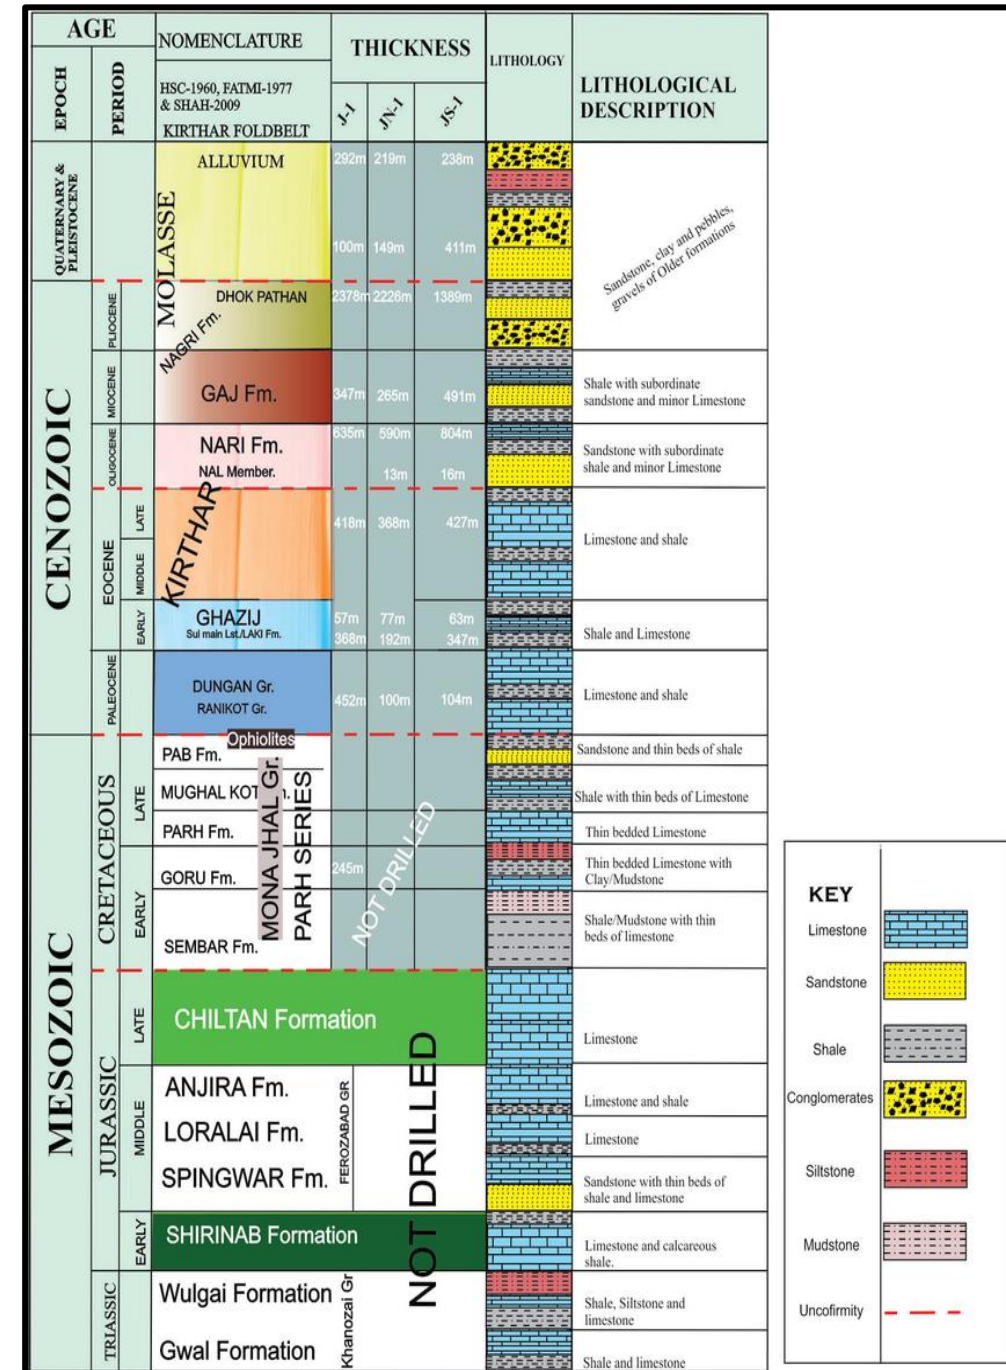 AGE
EPOCH
PERIOD
NOMENCLATURE
HSC-1960, FATMI-1977
& SHAH-2009
KIRTHAR FOLDBELT
THICKNESS
J-1
JN-1
JS-1
LITHOLOGY
LITHOLOGICAL
DESCRIPTION
QUATERNARY &
PLEISTOCENE
ALLUVIUM
MOLASSE
292m 219m 238m
100m 149m 411m
Sandstone, clay and pebbles,
gravels of Older formations
CENOZOIC
PLIOCENE
DHOK PATHAN
NAGRI Fm.
2378m 2226m 1389m
MIOCENE
GAJ Fm.
347m 265m 491m
Shale with subordinate
sandstone and minor Limestone
OLIGOCENE
NARI Fm.
NAL Member.
635m 590m 804m
13m 16m
Sandstone with subordinate
shale and minor Limestone
EOCENE
LATE
MIDDLE
KIRTHAR
418m 368m 427m
Limestone and shale
EARLY
GHAZIJ
Sul main Lst./LAKI Fm.
57m 77m 63m
368m 192m 347m
Shale and Limestone
PALEOCENE
DUNGAN Gr.
RANIKOT Gr.
452m 100m 104m
Limestone and shale
MESOZOIC
CRETACEOUS
LATE
Ophiolites
PAB Fm.
MONA JHAL Gr.
PARH SERIES
Sandstone and thin beds of shale
MUGHAL KOT
Shale with thin beds of Limestone
PARH Fm.
Thin bedded Limestone
NOT DRILLED
EARLY
GORU Fm.
245m
Thin bedded Limestone with
Clay/Mudstone
SEMBAR Fm.
Shale/Mudstone with thin
beds of limestone
JURASSIC
LATE
CHILTAN Formation
Limestone
MIDDLE
ANJIRA Fm.
LORALAI Fm.
SPINGWAR Fm.
FEROZABAD GR
NOT DRILLED
Limestone and shale
Limestone
Sandstone with thin beds of
shale and limestone
EARLY
SHIRINAB Formation
Limestone and calcareous
shale.
TRIASSIC
Wulgai Formation
Gwal Formation
Khanozai Gr
Shale, Siltstone and
limestone
Shale and limestone
KEY
Limestone
Sandstone
Shale
Conglomerates
Siltstone
Mudstone
Uncofirmity